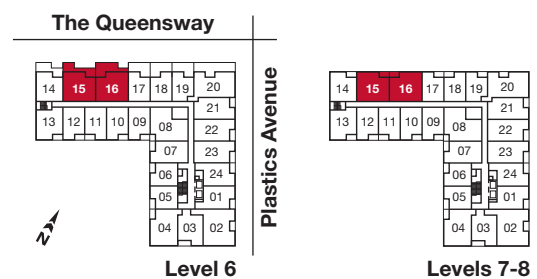 The Queensway
Plastics Avenue
14 15 16 17 18 19 20
21
13 12 11 10 09 08 22
07 23
06 24
05 01
04 03 02
N
Level 6
14 15 16 17 18 19 20
21
13 12 11 10 09 08 22
07 23
06 24
05 01
04 03 02
Levels 7-8